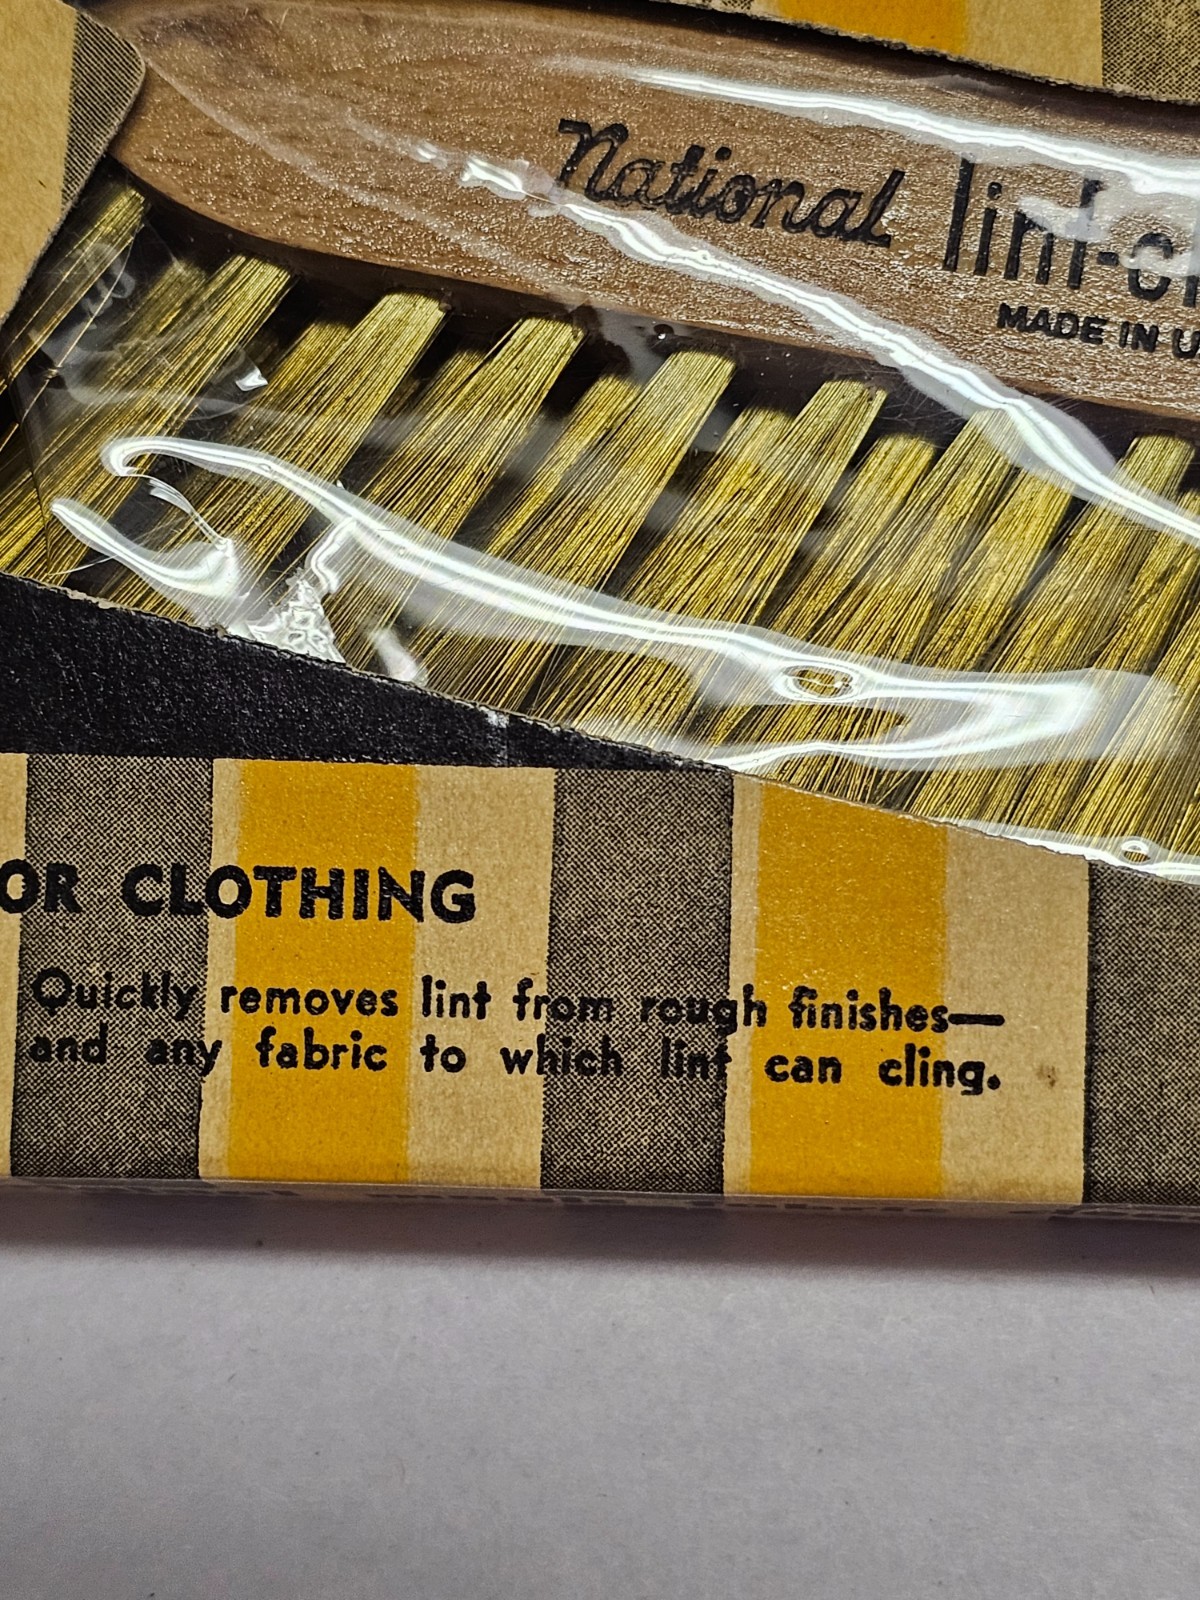 National lint-
MADE IN U
OR CLOTHING
Quickly removes lint from rough finishes—
and any fabric to which lint can cling.